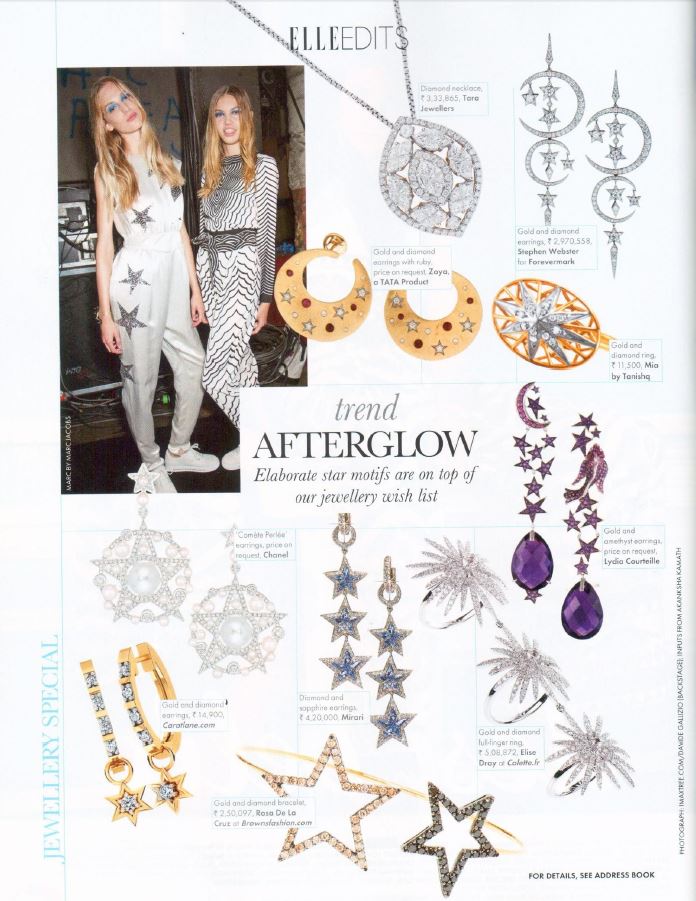 ELLEEDITS
Diamond necklace,
₹ 3,33,865, Tara
Jewellers
Gold and diamond
earrings, ₹ 2,970,558,
Stephen Webster
for Forevermark
Gold and diamond
earrings with ruby,
price on request, Zoya,
a TATA Product
Gold and
diamond ring,
₹ 11,500, Mia
by Tanishq
MARC BY MARC JACOBS
trend
AFTERGLOW
Elaborate star motifs are on top of
our jewellery wish list
'Comète Perlée'
earrings, price on
request, Chanel
Gold and
amethyst earrings,
price on request,
Lydia Courteille
Gold and diamond
earrings, ₹ 14,900,
Caratlane.com
Diamond and
sapphire earrings,
₹ 4,20,000, Mirari
Gold and diamond
full-finger ring,
₹ 5,08,872, Elise
Dray at Colette.fr
Gold and diamond bracelet,
₹ 2,50,097, Rosa De La
Cruz at Brownsfashion.com
JEWELLERY SPECIAL
PHOTOGRAPH: IMAXTREE.COM/DAVIDE GALLIZIO (BACKSTAGE); INPUTS FROM AKANKSHA KAMATH
FOR DETAILS, SEE ADDRESS BOOK